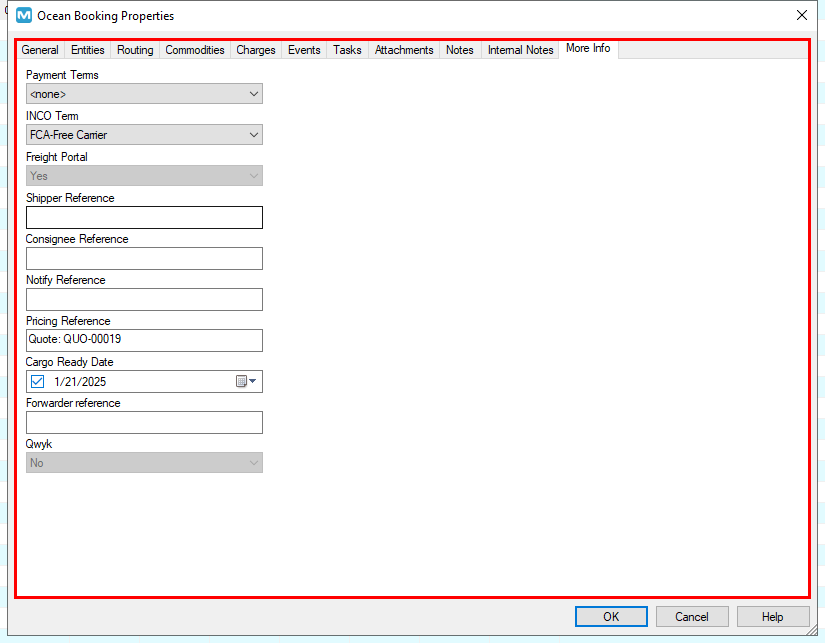 Ocean Booking Properties
General Entities Routing Commodities Charges Events Tasks Attachments Notes Internal Notes More Info
Payment Terms
<none>
INCO Term
FCA-Free Carrier
Freight Portal
Yes
Shipper Reference
Consignee Reference
Notify Reference
Pricing Reference
Quote: QUO-00019
Cargo Ready Date
1/21/2025
Forwarder reference
Qwyk
No
OK Cancel Help